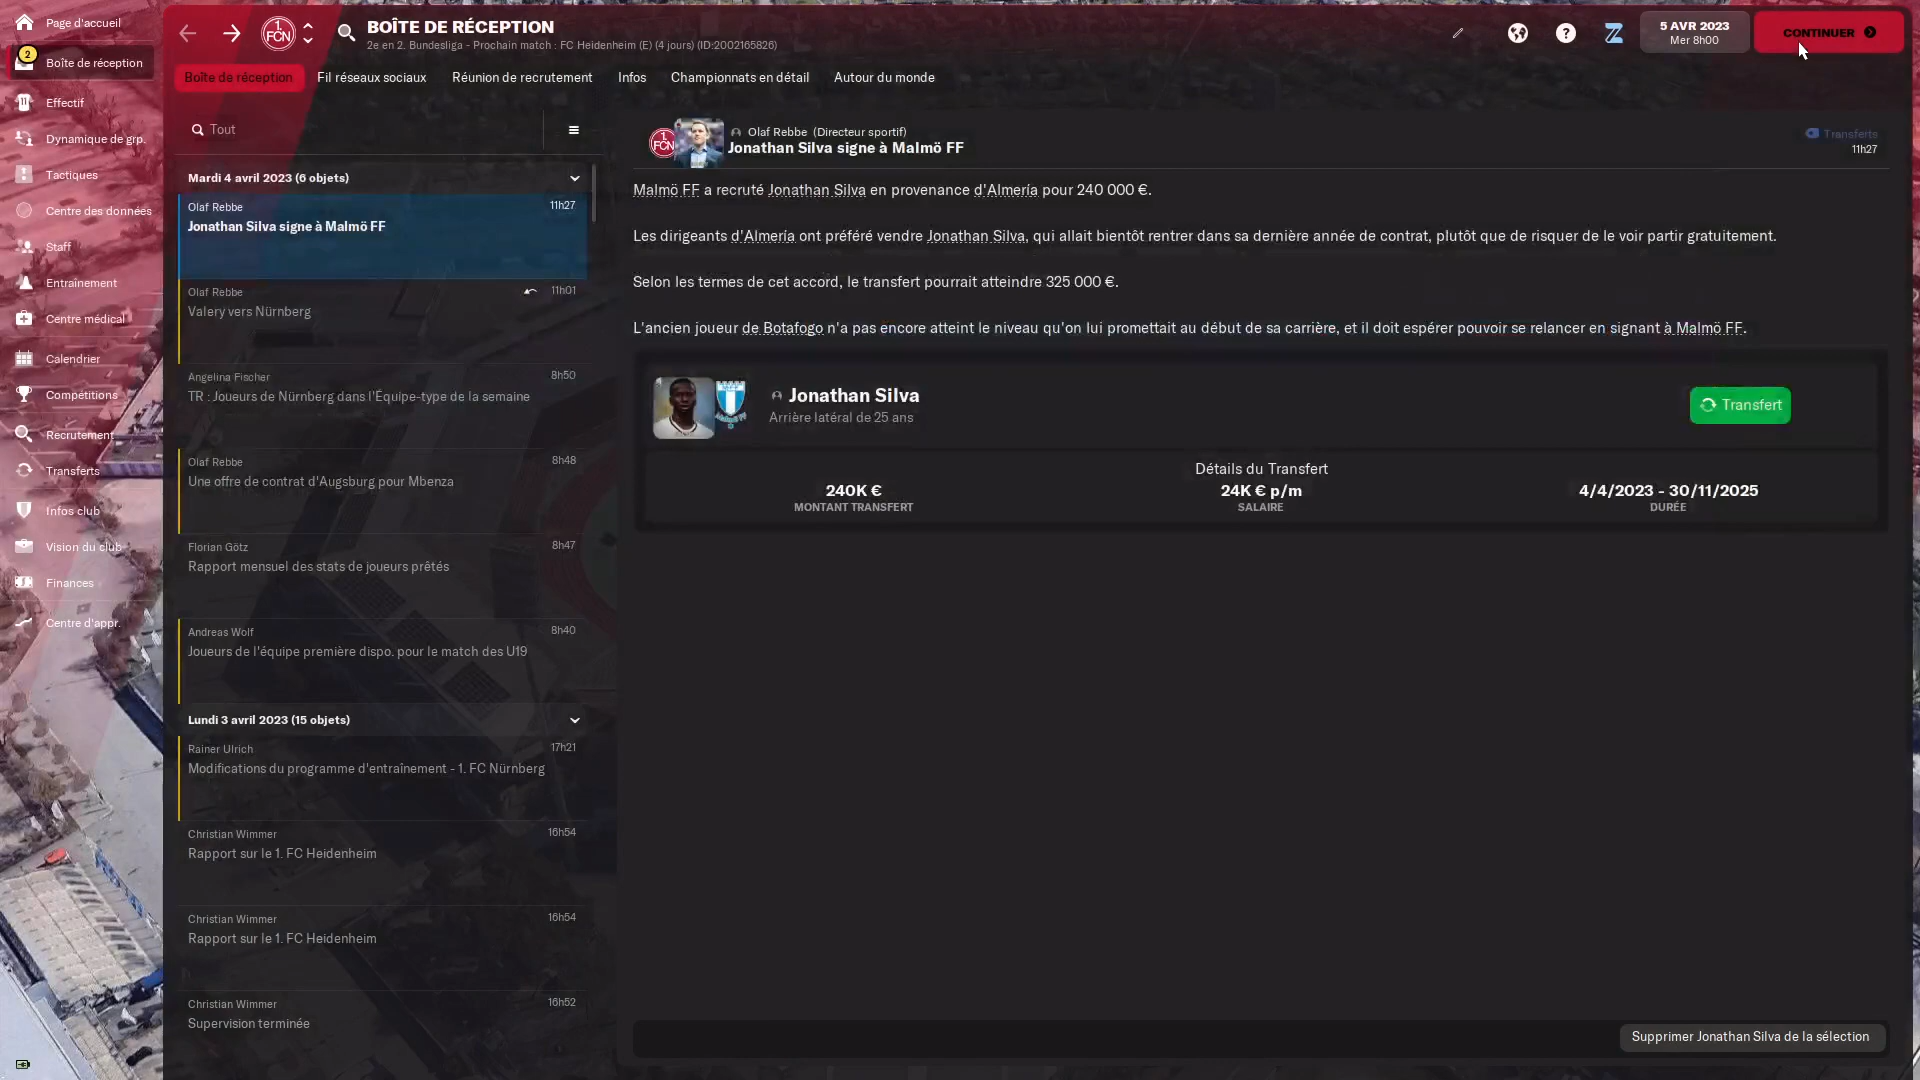 Page d'accueil
2
Boîte de réception
Effectif
Dynamique de grp.
Tactiques
Centre des données
Staff
Entraînement
Centre médical
Calendrier
Compétitions
Recrutement
Transferts
Infos club
Vision du club
Finances
Centre d'appr.
BOÎTE DE RÉCEPTION
2e en 2. Bundesliga - Prochain match : FC Heidenheim (E) (4 jours) (ID:2002165826)
5 AVR 2023
Mer 8h00
CONTINUER
Boîte de réception
Fil réseaux sociaux
Réunion de recrutement
Infos
Championnats en détail
Autour du monde
Tout
Mardi 4 avril 2023 (6 objets)
Olaf Rebbe 11h27
Jonathan Silva signe à Malmö FF
Olaf Rebbe 11h01
Valery vers Nürnberg
Angelina Fischer 8h50
TR : Joueurs de Nürnberg dans l'Équipe-type de la semaine
Olaf Rebbe 8h48
Une offre de contrat d'Augsburg pour Mbenza
Florian Götz 8h47
Rapport mensuel des stats de joueurs prêtés
Andreas Wolf 8h40
Joueurs de l'équipe première dispo. pour le match des U19
Lundi 3 avril 2023 (15 objets)
Rainer Ulrich 17h21
Modifications du programme d'entraînement - 1. FC Nürnberg
Christian Wimmer 16h54
Rapport sur le 1. FC Heidenheim
Christian Wimmer 16h54
Rapport sur le 1. FC Heidenheim
Christian Wimmer 16h52
Supervision terminée
Olaf Rebbe (Directeur sportif)
Jonathan Silva signe à Malmö FF
Transferts
11h27
Malmö FF a recruté Jonathan Silva en provenance d'Almería pour 240 000 €.
Les dirigeants d'Almería ont préféré vendre Jonathan Silva, qui allait bientôt rentrer dans sa dernière année de contrat, plutôt que de risquer de le voir partir gratuitement.
Selon les termes de cet accord, le transfert pourrait atteindre 325 000 €.
L'ancien joueur de Botafogo n'a pas encore atteint le niveau qu'on lui promettait au début de sa carrière, et il doit espérer pouvoir se relancer en signant à Malmö FF.
Jonathan Silva
Arrière latéral de 25 ans
Transfert
Détails du Transfert
240K € 24K € p/m 4/4/2023 - 30/11/2025
MONTANT TRANSFERT SALAIRE DURÉE
Supprimer Jonathan Silva de la sélection